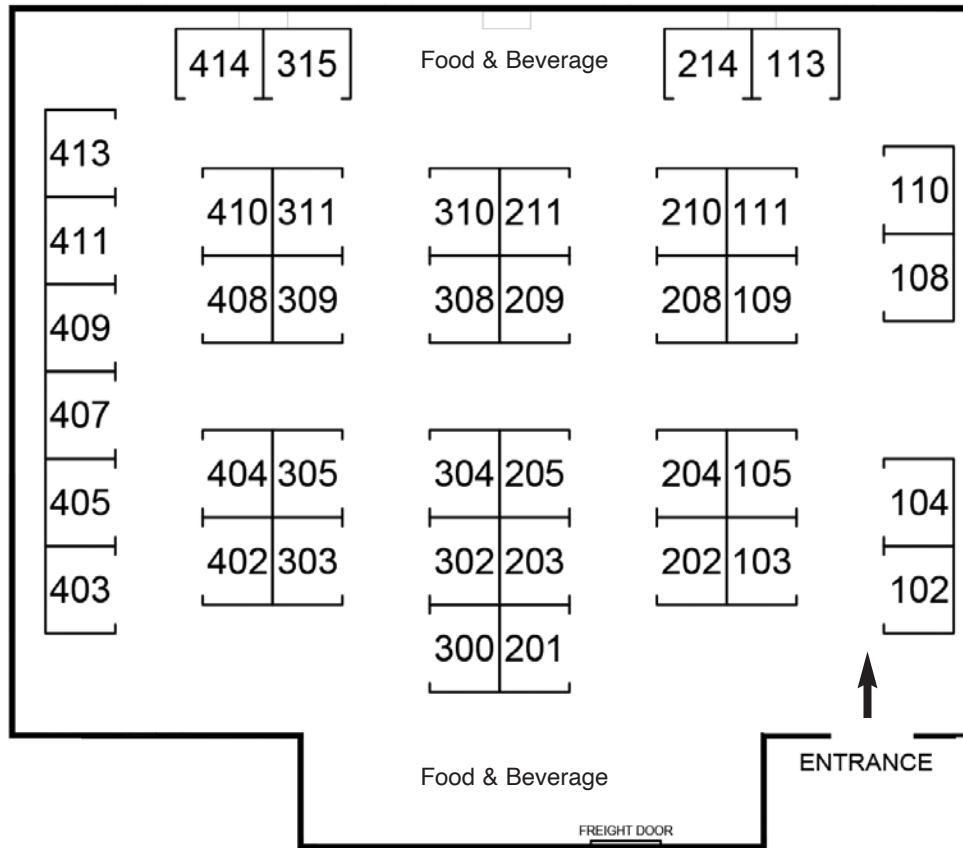 414 315 Food & Beverage 214 113
413
110
410 311 310 211 210 111
411
108
408 309 308 209 208 109
409
407
404 305 304 205 204 105
405 104
402 303 302 203 202 103
403 102
300 201
ENTRANCE
Food & Beverage
FREIGHT DOOR